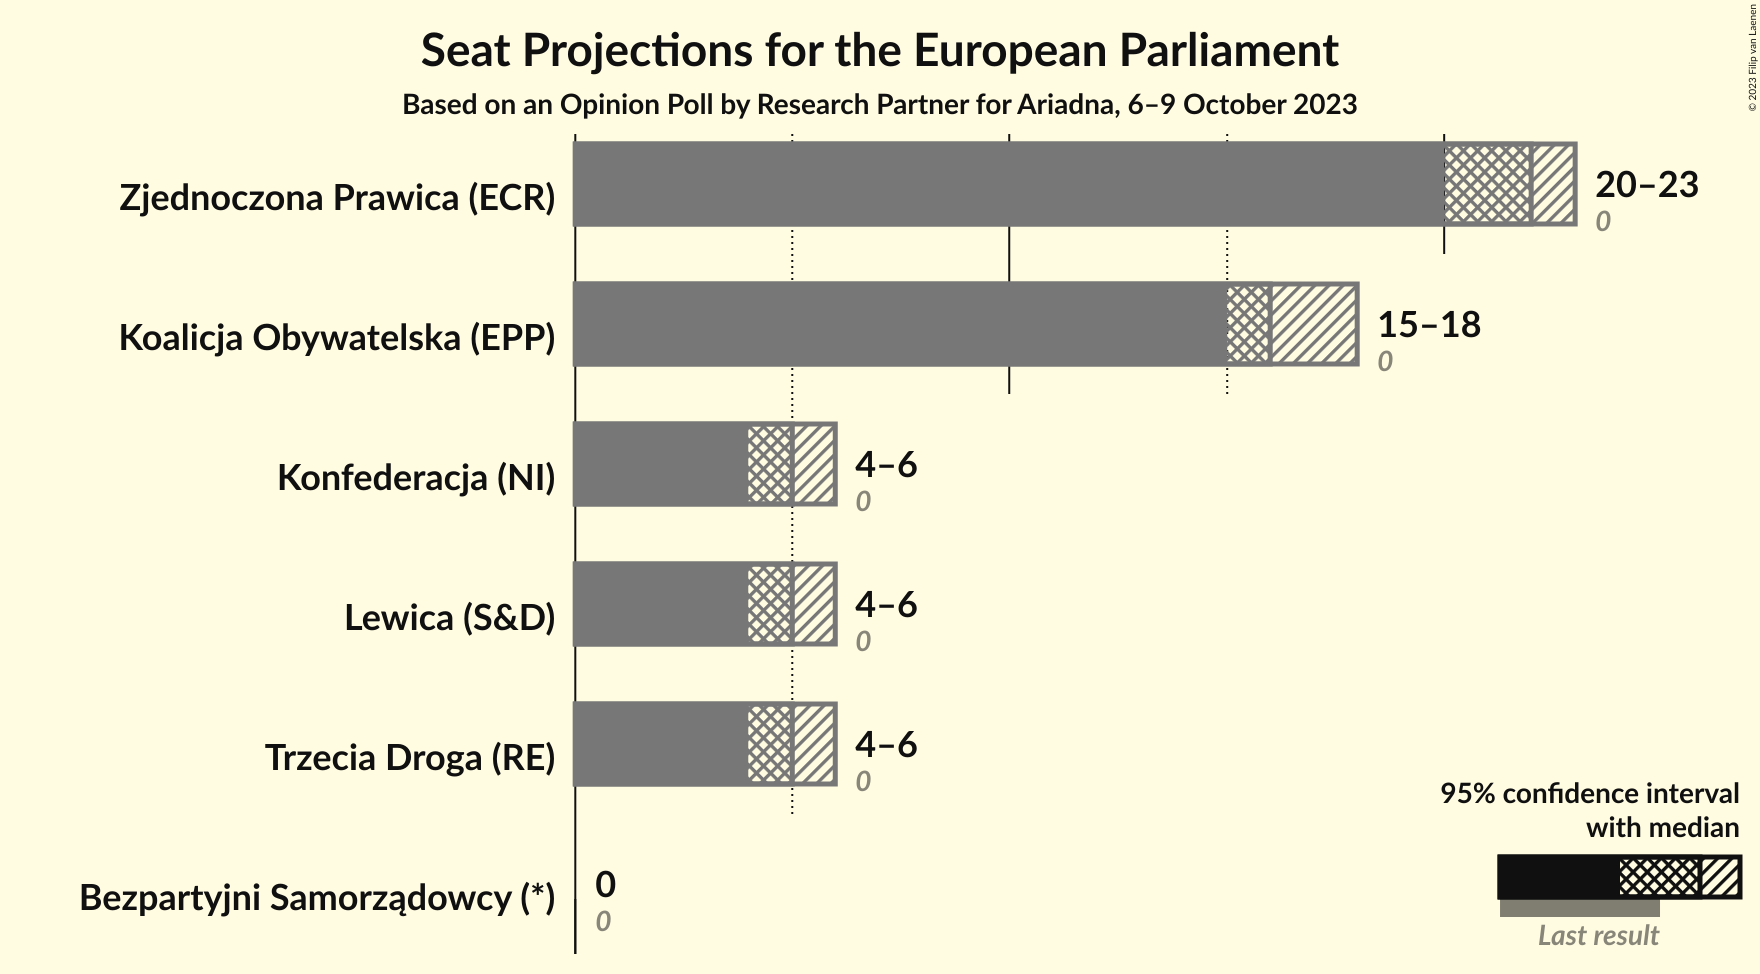 Seat Projections for the European Parliament
Based on an Opinion Poll by Research Partner for Ariadna, 6–9 October 2023
© 2023 Filip van Laenen
Zjednoczona Prawica (ECR)
20–23
0
Koalicja Obywatelska (EPP)
15–18
0
Konfederacja (NI)
4–6
0
Lewica (S&D)
4–6
0
Trzecia Droga (RE)
4–6
0
Bezpartyjni Samorządowcy (*)
0
0
95% confidence interval
with median
Last result